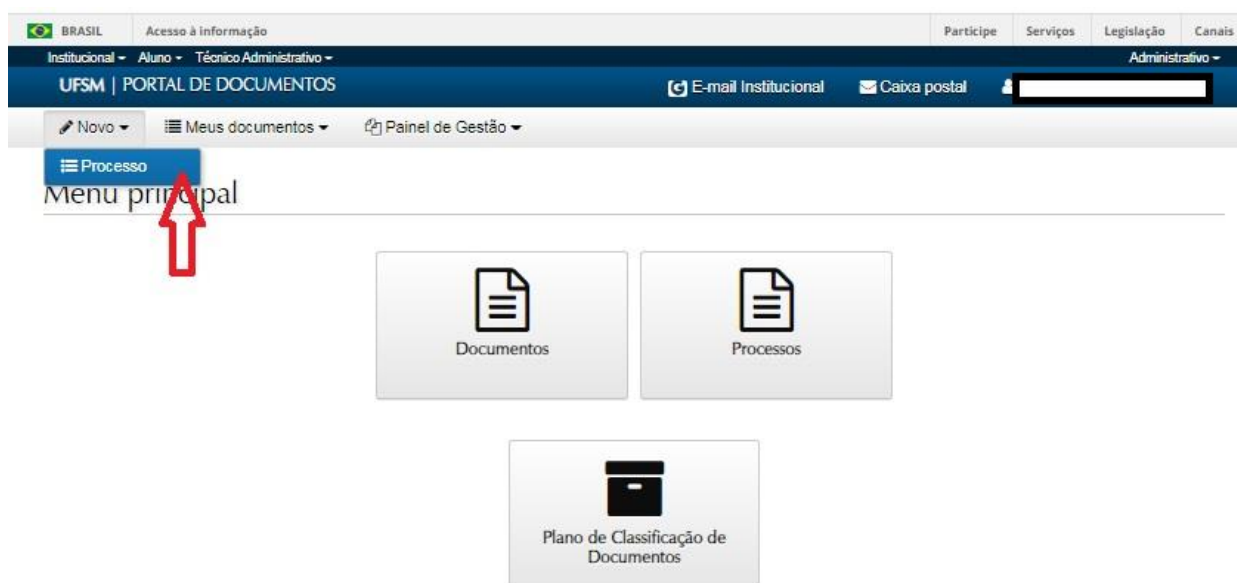 BRASIL Acesso à informação Participe Serviços Legislação Canais
Institucional Aluno Técnico Administrativo Administrativo
UFSM | PORTAL DE DOCUMENTOS E-mail Institucional Caixa postal
Novo Meus documentos Painel de Gestão
Processo
Menu principal
Documentos Processos
Plano de Classificação de
Documentos